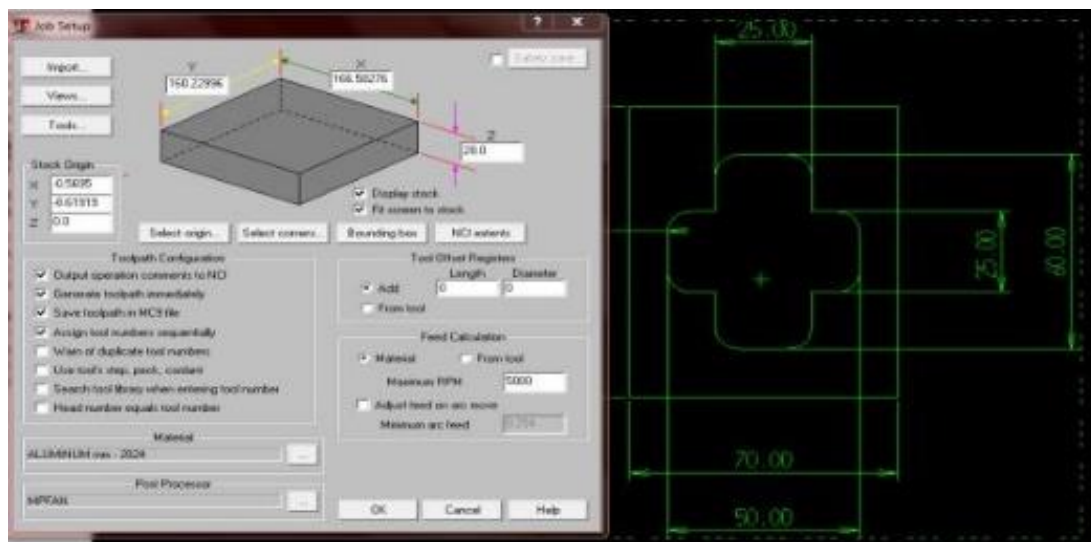 Job Setup
Import...
Views...
Tools...
Y
160.22996
X
166.50276
Z
20.0
Safety zone...
Stock Origin
X
Y
Z 0.0
Display stock
Fit screen to stock
Select origin...
Select corners...
Bounding box
NCI extents
Toolpath Configuration
Output operation comments to NCI
Generate toolpath immediately
Save toolpath in MC9 file
Assign tool numbers sequentially
Warn of duplicate tool numbers
Use tool's step, peck, coolant
Search tool library when entering tool number
Head number equals tool number
Tool Offset Registers
Length Diameter
Add 0 0
From tool
Feed Calculation
Material From tool
Maximum RPM 5000
Adjust feed on arc move
Minimum arc feed
Material
ALUMINUM mm - 2024
Post Processor
MPFAN
OK
Cancel
Help
25.00
25.00
60.00
70.00
50.00